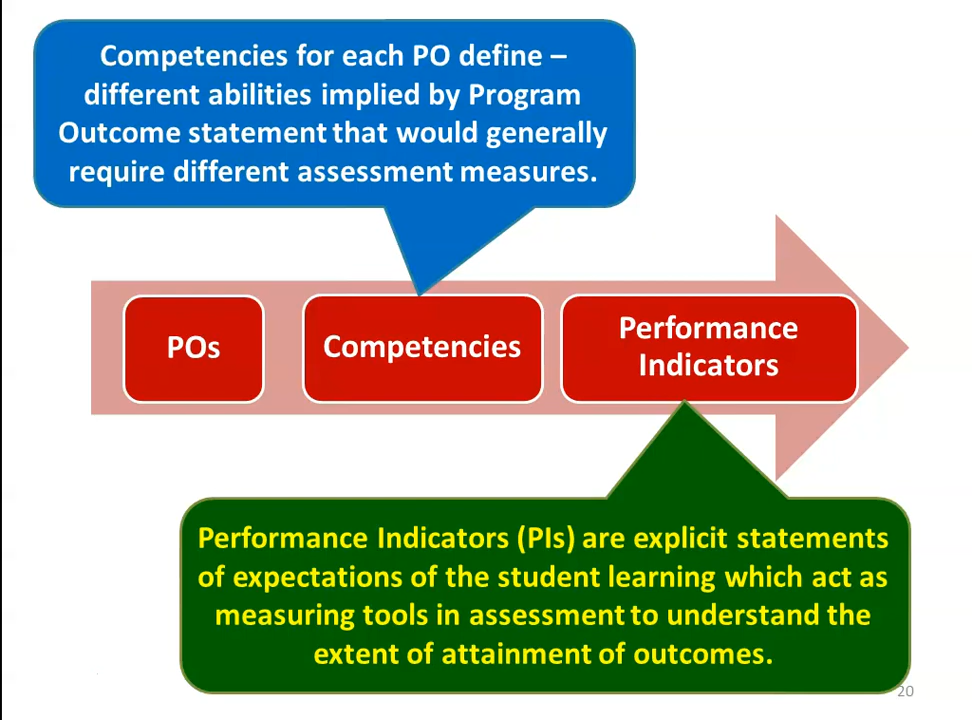 Competencies for each PO define –
different abilities implied by Program
Outcome statement that would generally
require different assessment measures.
POs
Competencies
Performance
Indicators
Performance Indicators (PIs) are explicit statements
of expectations of the student learning which act as
measuring tools in assessment to understand the
extent of attainment of outcomes.
20